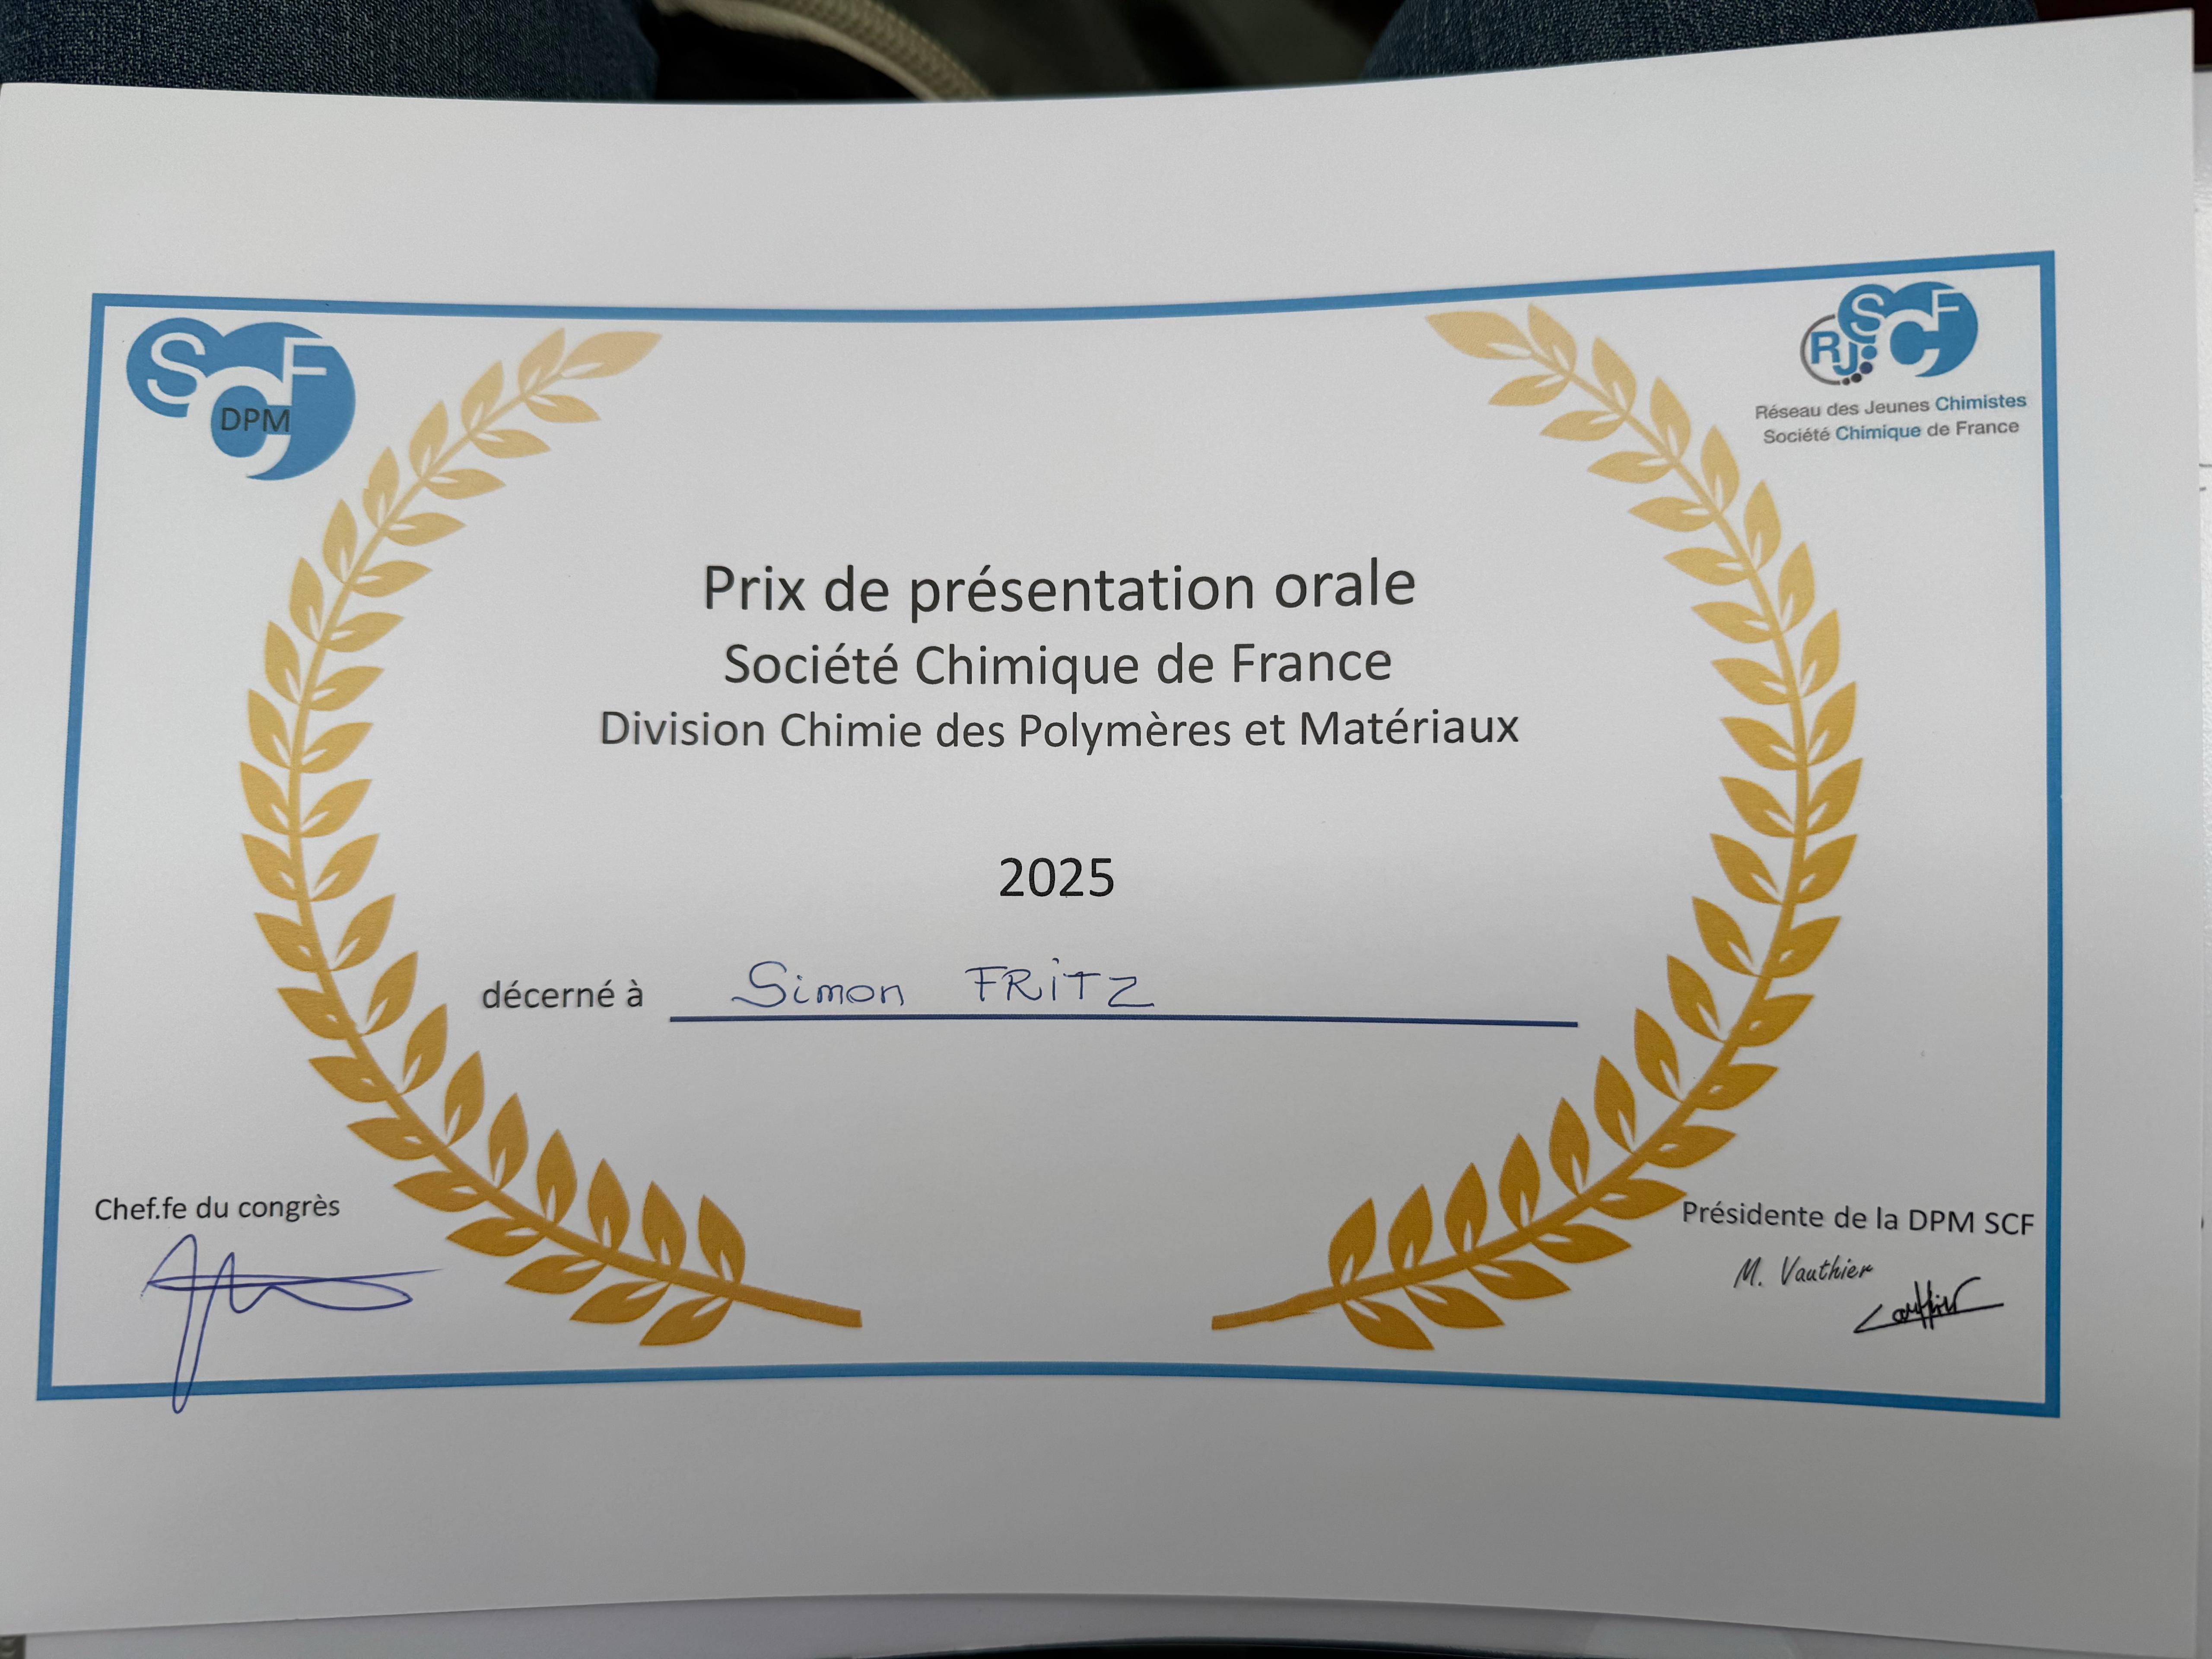 SCF
DPM
RJ SCF
Réseau des Jeunes Chimistes
Société Chimique de France
Prix de présentation orale
Société Chimique de France
Division Chimie des Polymères et Matériaux
2025
décerné à Simon FRiTZ
Chef.fe du congrès
Présidente de la DPM SCF
M. Vauthier